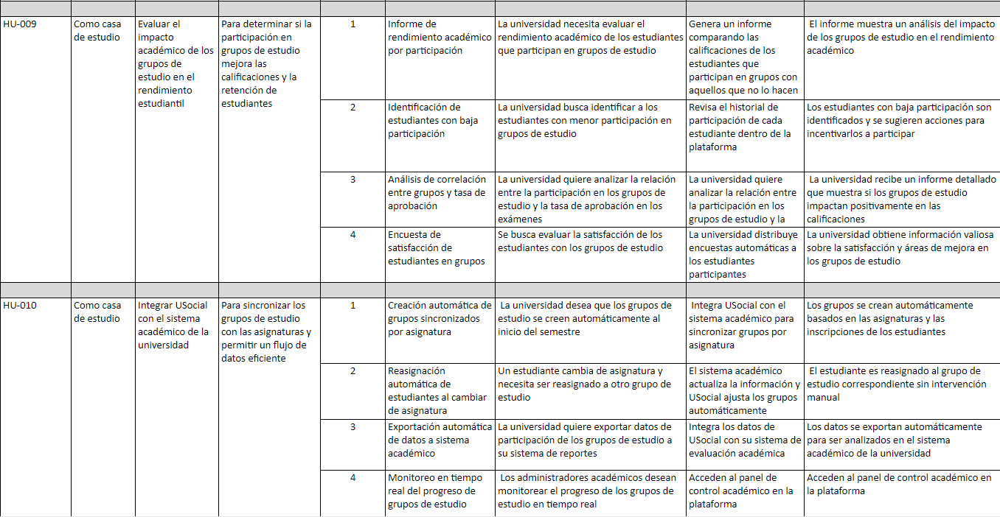 HU-009
Como casa
de estudio
Evaluar el
impacto
académico de los
grupos de
estudio en el
rendimiento
estudiantil
Para determinar si la
participación en
grupos de estudio
mejora las
calificaciones y la
retención de
estudiantes
1
Informe de
rendimiento académico
por participación
La universidad necesita evaluar el
rendimiento académico de los estudiantes
que participan en grupos de estudio
Genera un informe
comparando las
calificaciones de los
estudiantes que
participan en grupos con
aquellos que no lo hacen
El informe muestra un análisis del impacto
de los grupos de estudio en el rendimiento
académico
2
Identificación de
estudiantes con baja
participación
La universidad busca identificar a los
estudiantes con menor participación en
grupos de estudio
Revisa el historial de
participación de cada
estudiante dentro de la
plataforma
Los estudiantes con baja participación son
identificados y se sugieren acciones para
incentivarlos a participar
3
Análisis de correlación
entre grupos y tasa de
aprobación
La universidad quiere analizar la relación
entre la participación en los grupos de
estudio y la tasa de aprobación en los
exámenes
La universidad quiere
analizar la relación entre
la participación en los
grupos de estudio y la
La universidad recibe un informe detallado
que muestra si los grupos de estudio
impactan positivamente en las
calificaciones
4
Encuesta de
satisfacción de
estudiantes en grupos
Se busca evaluar la satisfacción de los
estudiantes con los grupos de estudio
La universidad distribuye
encuestas automáticas a
los estudiantes
participantes
La universidad obtiene información valiosa
sobre la satisfacción y áreas de mejora en
los grupos de estudio
HU-010
Como casa
de estudio
Integrar USocial
con el sistema
académico de la
universidad
Para sincronizar los
grupos de estudio
con las asignaturas y
permitir un flujo de
datos eficiente
1
Creación automática de
grupos sincronizados
por asignatura
La universidad desea que los grupos de
estudio se creen automáticamente al
inicio del semestre
Integra USocial con el
sistema académico para
sincronizar grupos por
asignatura
Los grupos se crean automáticamente
basados en las asignaturas y las
inscripciones de los estudiantes
2
Reasignación
automática de
estudiantes al cambiar
de asignatura
Un estudiante cambia de asignatura y
necesita ser reasignado a otro grupo de
estudio
El sistema académico
actualiza la información y
USocial ajusta los grupos
automáticamente
El estudiante es reasignado al grupo de
estudio correspondiente sin intervención
manual
3
Exportación automática
de datos a sistema
académico
La universidad quiere exportar datos de
participación de los grupos de estudio a
su sistema de reportes
Integra los datos de
USocial con su sistema de
evaluación académica
Los datos se exportan automáticamente
para ser analizados en el sistema
académico de la universidad
4
Monitoreo en tiempo
real del progreso de
grupos de estudio
Los administradores académicos desean
monitorear el progreso de los grupos de
estudio en tiempo real
Acceden al panel de
control académico en la
plataforma
Acceden al panel de control académico en
la plataforma